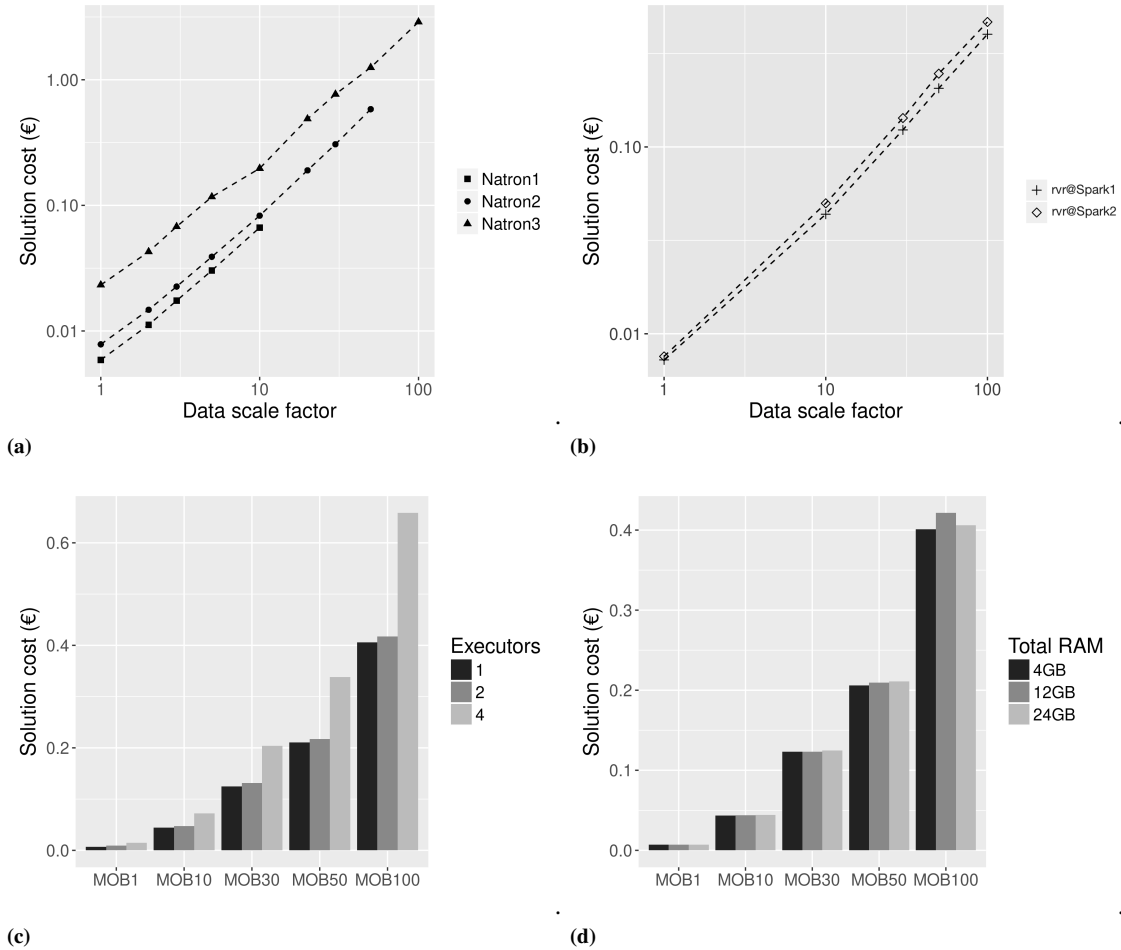 Solution cost (€)
1.00
0.10
0.01
1
10
100
Data scale factor
Natron1
Natron2
Natron3
.
(a)
Solution cost (€)
0.10
0.01
1
10
100
Data scale factor
rvr@Spark1
rvr@Spark2
.
(b)
Solution cost (€)
0.6
0.4
0.2
0.0
MOB1 MOB10 MOB30 MOB50 MOB100
Executors
1
2
4
.
(c)
Solution cost (€)
0.4
0.3
0.2
0.1
0.0
MOB1 MOB10 MOB30 MOB50 MOB100
Total RAM
4GB
12GB
24GB
.
(d)